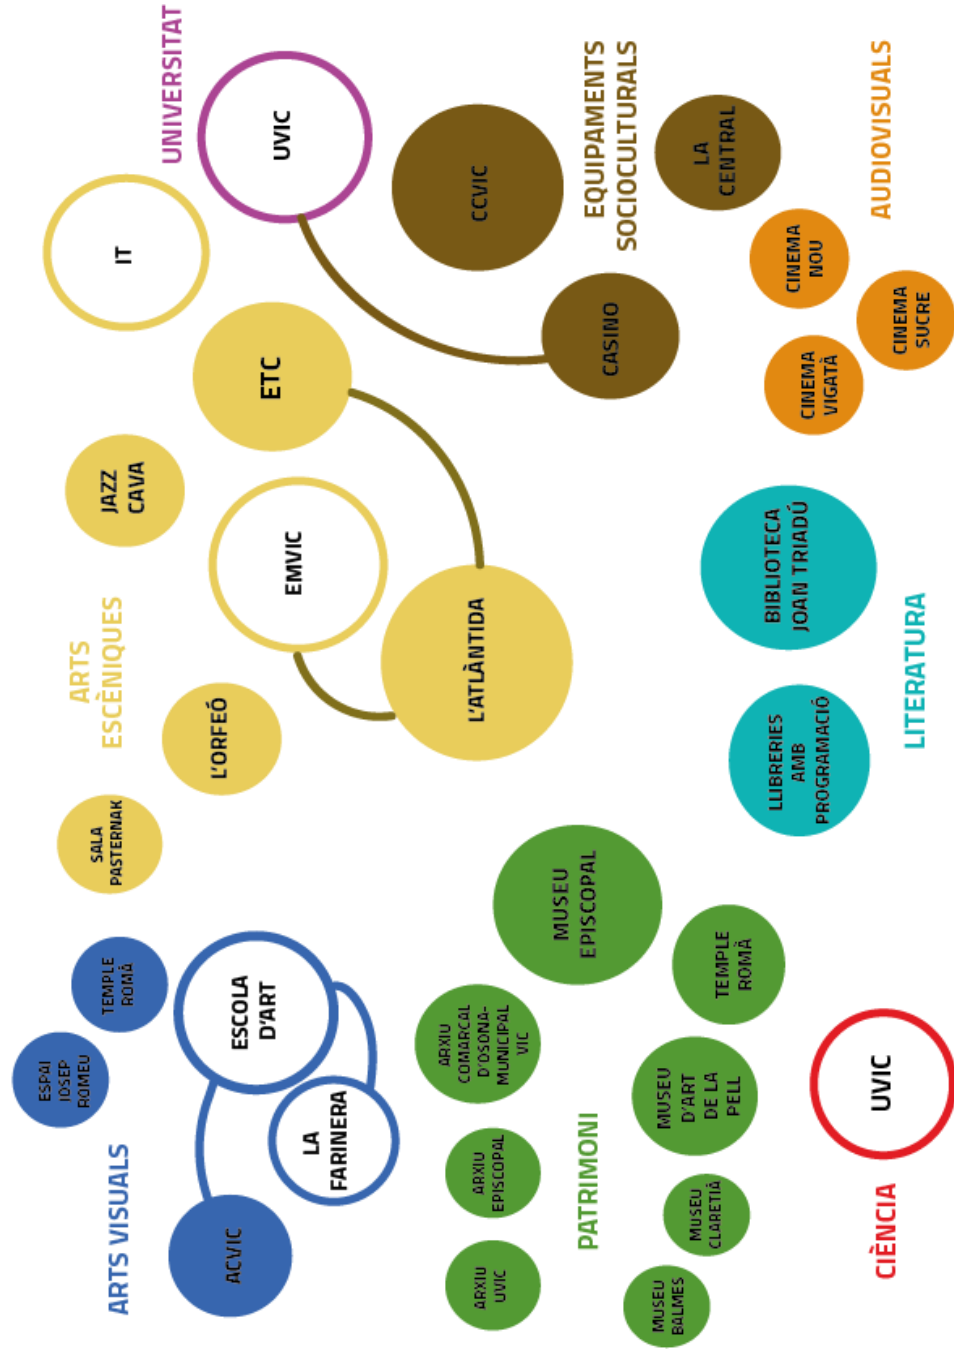 ARTS VISUALS
ESPAI
IOSEP
ROMEU
TEMPLE
ROMÀ
ESCOLA
D'ART
LA
FARINERA
ACVIC
ARTS
ESCÈNIQUES
SALA
PASTERNAK
L'ORFEÓ
JAZZ
CAVA
EMVIC
L'ATLÀNTIDA
ETC
IT
UNIVERSITAT
UVIC
CCVIC
EQUIPAMENTS
SOCIOCULTURALS
CASINO
LA
CENTRAL
PATRIMONI
ARXIU
UVIC
ARXIU
EPISCOPAL
ARXIU
COMARCAL
D'OSONA-
MUNICIPAL
VIC
MUSEU
EPISCOPAL
MUSEU
BALMES
MUSEU
CLARETIÀ
MUSEU
D'ART
DE LA
PELL
TEMPLE
ROMÀ
LLIBRERIES
AMB
PROGRAMACIÓ
BIBLIOTECA
JOAN TRIADÚ
LITERATURA
CINEMA
VIGATÀ
CINEMA
NOU
CINEMA
SUCRE
AUDIOVISUALS
CIÈNCIA
UVIC